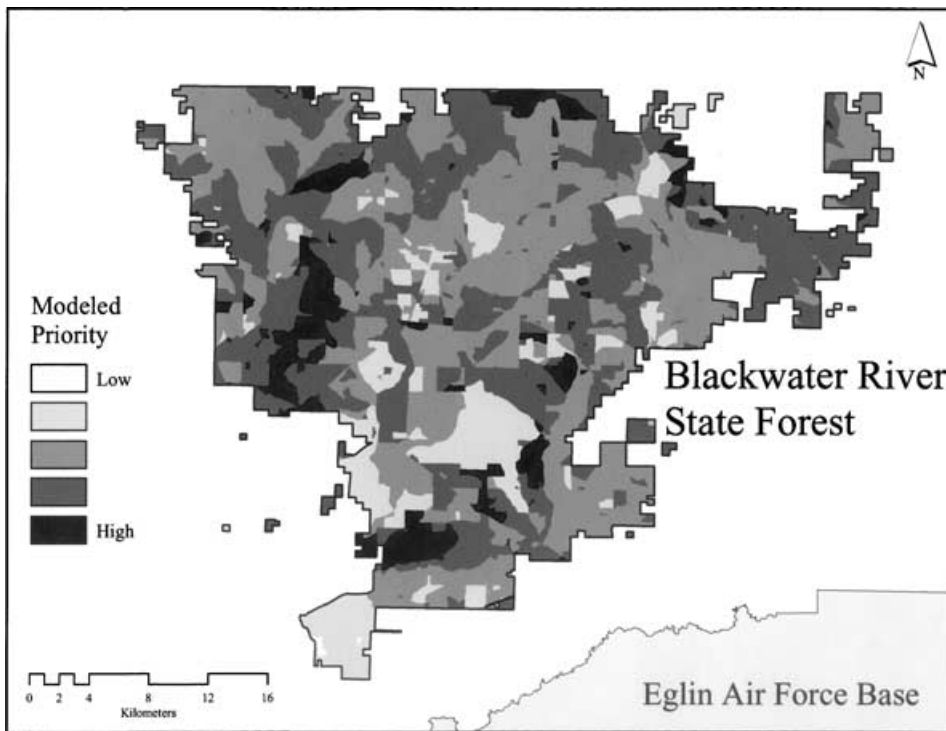 N
Modeled
Priority
Low
High
Blackwater River
State Forest
0 2 4 8 12 16
Kilometers
Eglin Air Force Base